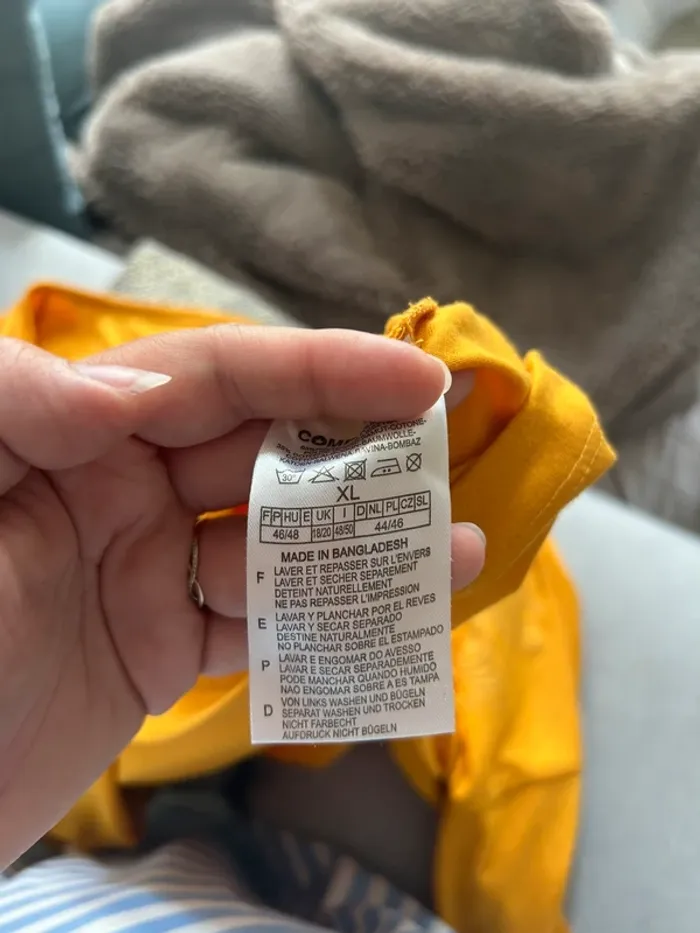 COTONE-
BAUMWOLLE-
BOMBAZ
30°
XL
F P HU E UK I D NL PL CZ SL
46/48 18/20 48/50 44/46
MADE IN BANGLADESH
F LAVER ET REPASSER SUR L'ENVERS
LAVER ET SECHER SEPAREMENT
DETEINT NATURELLEMENT
NE PAS REPASSER L'IMPRESSION
E LAVAR Y PLANCHAR POR EL REVES
LAVAR Y SECAR SEPARADO
DESTINE NATURALMENTE
NO PLANCHAR SOBRE EL ESTAMPADO
P LAVAR E ENGOMAR DO AVESSO
LAVAR E SECAR SEPARADEMENTE
PODE MANCHAR QUANDO HUMIDO
NAO ENGOMAR SOBRE A ES TAMPA
D VON LINKS WASHEN UND BÜGELN
SEPARAT WASHEN UND TROCKEN
NICHT FARBECHT
AUFDRUCK NICHT BÜGELN